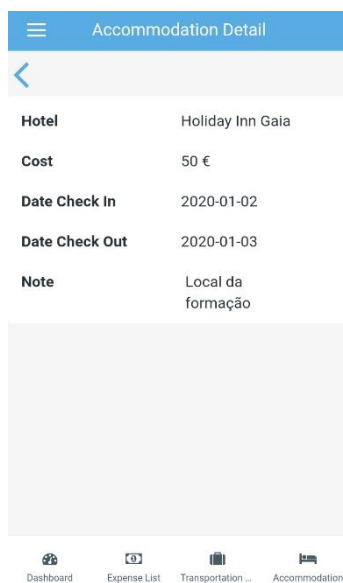 Accommodation Detail
Hotel Holiday Inn Gaia
Cost 50 €
Date Check In 2020-01-02
Date Check Out 2020-01-03
Note Local da
formação
Dashboard Expense List Transportation ... Accommodation